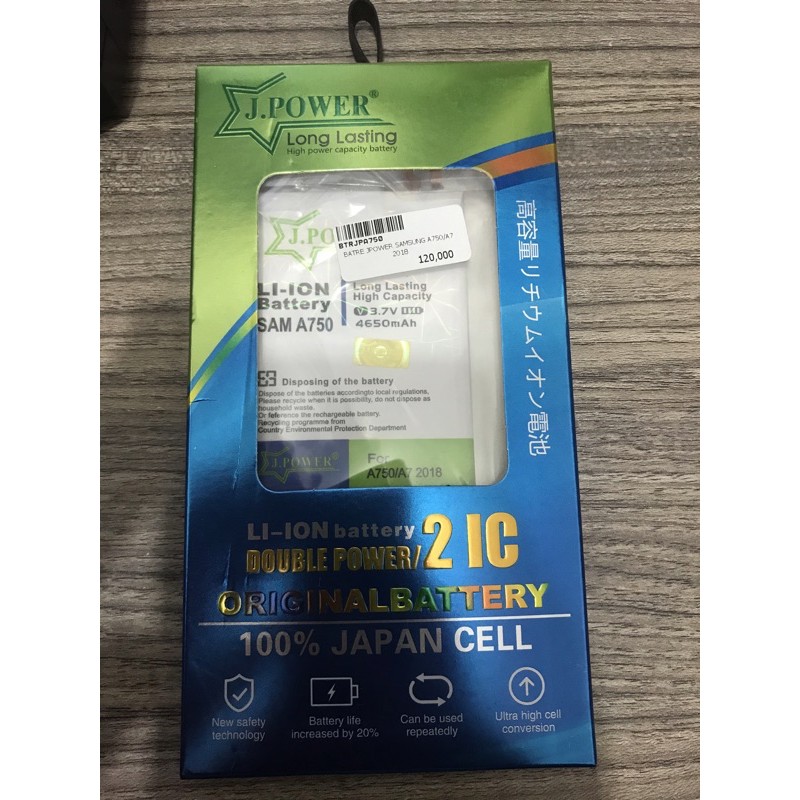 J.POWER®
Long Lasting
High power capacity battery
高容量リチウムイオン電池
BTRJPA750
BATRE JPOWER SAMSUNG A750/A7
2018
120,000
J.PO
LI-ION
Battery
SAM A750
Long Lasting
High Capacity
3.7V
4650mAh
Disposing of the battery
Dispose of the batteries accordingto local regulations.
Please recycle when it is possibility, do not dispose as
household waste.
Or feference the rechargeable battery.
Recycling programme from
Country Environmental Protection Department
J.POWER
For
A750/A7 2018
LI-ION battery
DOUBLE POWER/2 IC
ORIGINALBATTERY
100% JAPAN CELL
New safety
technology
Battery life
increased by 20%
Can be used
repeatedly
Ultra high cell
conversion